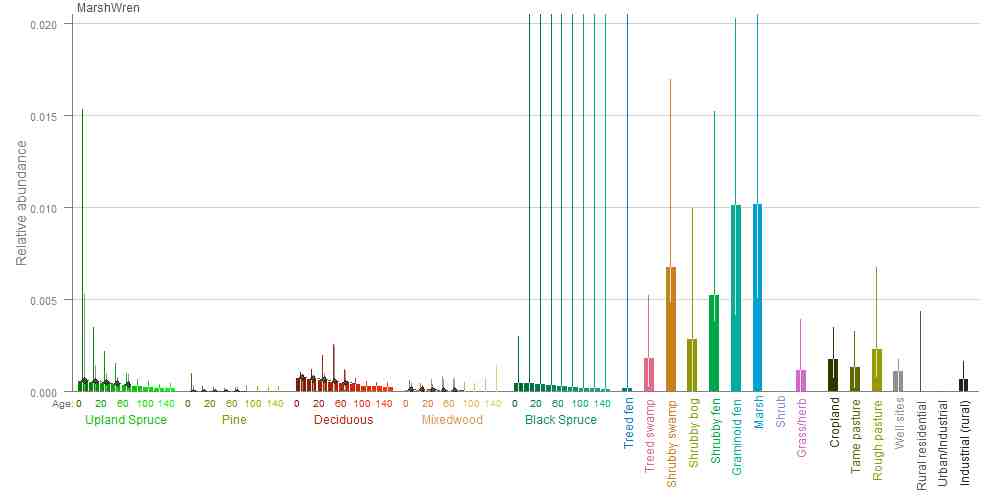 MarshWren
0.020
0.015
0.010
0.005
0.000
Relative abundance
Age: 0 20 60 100 140 0 20 60 100 140 0 20 60 100 140 0 20 60 100 140 0 20 60 100 140
Upland Spruce Pine Deciduous Mixedwood Black Spruce
Treed fen
Treed swamp
Shrubby swamp
Shrubby bog
Shrubby fen
Graminoid fen
Marsh
Shrub
Grass/herb
Cropland
Tame pasture
Rough pasture
Well sites
Rural residential
Urban/Industrial
Industrial (rural)